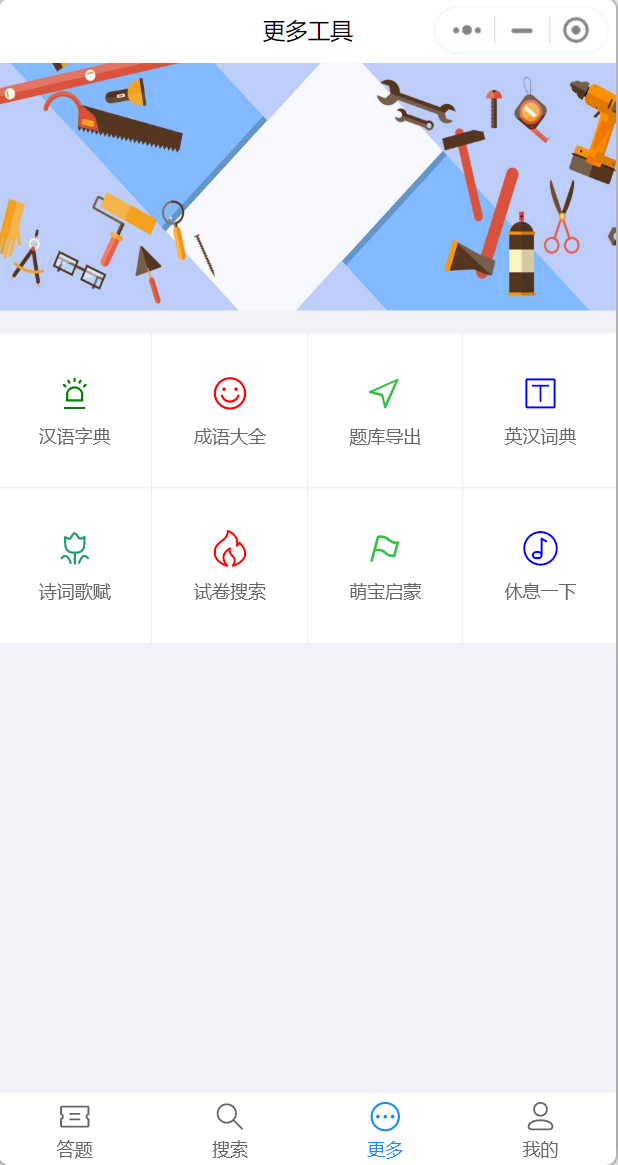 更多工具
汉语字典
成语大全
题库导出
英汉词典
诗词歌赋
试卷搜索
萌宝启蒙
休息一下
答题
搜索
更多
我的